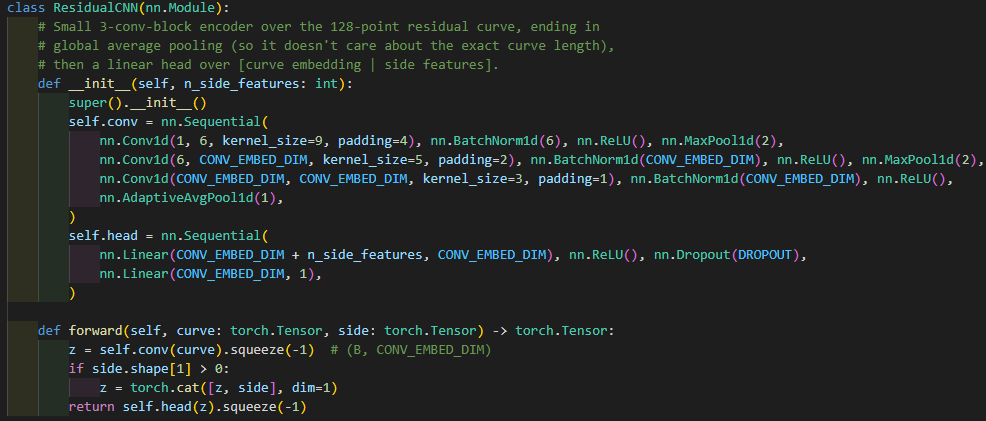 class ResidualCNN(nn.Module):
    # Small 3-conv-block encoder over the 128-point residual curve, ending in
    # global average pooling (so it doesn't care about the exact curve length),
    # then a linear head over [curve embedding | side features].
    def __init__(self, n_side_features: int):
        super().__init__()
        self.conv = nn.Sequential(
            nn.Conv1d(1, 6, kernel_size=9, padding=4), nn.BatchNorm1d(6), nn.ReLU(), nn.MaxPool1d(2),
            nn.Conv1d(6, CONV_EMBED_DIM, kernel_size=5, padding=2), nn.BatchNorm1d(CONV_EMBED_DIM), nn.ReLU(), nn.MaxPool1d(2),
            nn.Conv1d(CONV_EMBED_DIM, CONV_EMBED_DIM, kernel_size=3, padding=1), nn.BatchNorm1d(CONV_EMBED_DIM), nn.ReLU(),
            nn.AdaptiveAvgPool1d(1),
        )
        self.head = nn.Sequential(
            nn.Linear(CONV_EMBED_DIM + n_side_features, CONV_EMBED_DIM), nn.ReLU(), nn.Dropout(DROPOUT),
            nn.Linear(CONV_EMBED_DIM, 1),
        )

    def forward(self, curve: torch.Tensor, side: torch.Tensor) -> torch.Tensor:
        z = self.conv(curve).squeeze(-1)  # (B, CONV_EMBED_DIM)
        if side.shape[1] > 0:
            z = torch.cat([z, side], dim=1)
        return self.head(z).squeeze(-1)